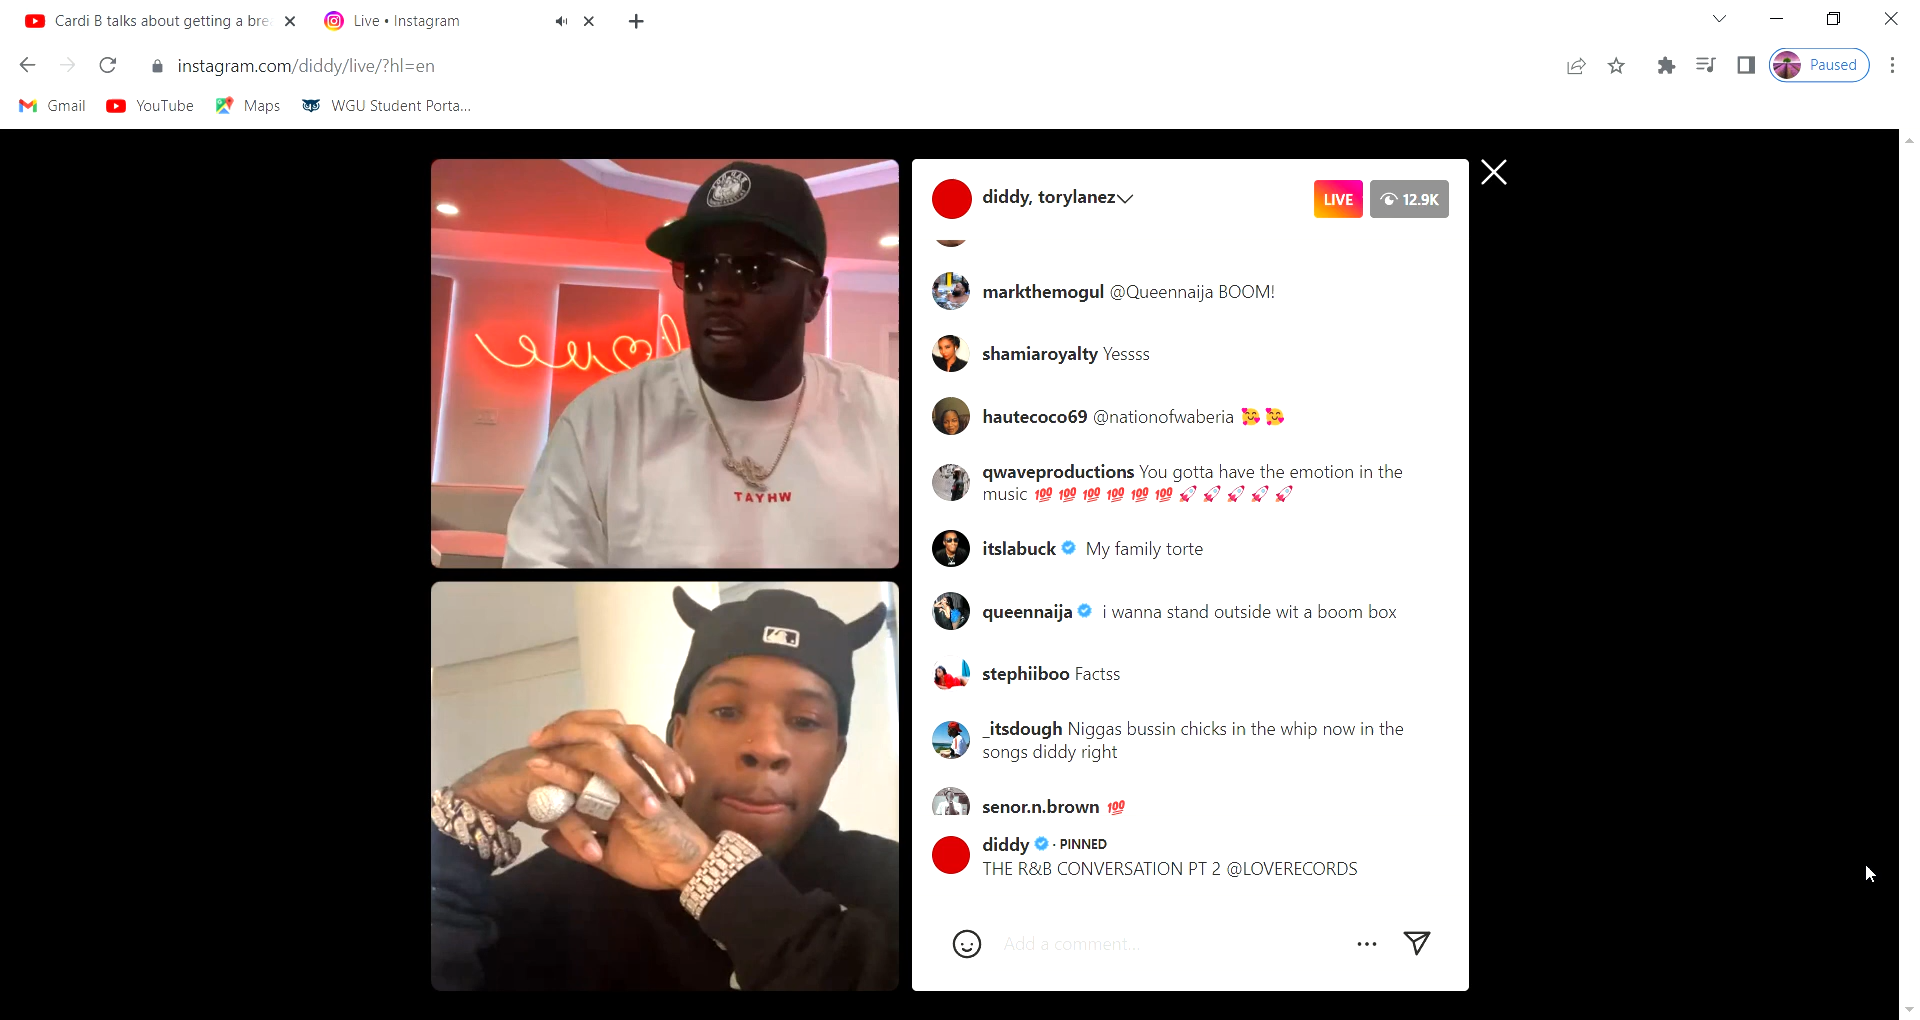 Cardi B talks about getting a bre
Live • Instagram
instagram.com/diddy/live/?hl=en
Paused
Gmail
YouTube
Maps
WGU Student Porta...
TAYHW
diddy, torylanez
LIVE
12.9K
markthemogul @Queennaija BOOM!
shamiaroyalty Yessss
hautecoco69 @nationofwaberia 🥰 🥰
qwaveproductions You gotta have the emotion in the
music 💯 💯 💯 💯 💯 💯 🚀 🚀 🚀 🚀 🚀
itslabuck My family torte
queennaija i wanna stand outside wit a boom box
stephiiboo Factss
_itsdough Niggas bussin chicks in the whip now in the
songs diddy right
senor.n.brown 💯
diddy · PINNED
THE R&B CONVERSATION PT 2 @LOVERECORDS
Add a comment...